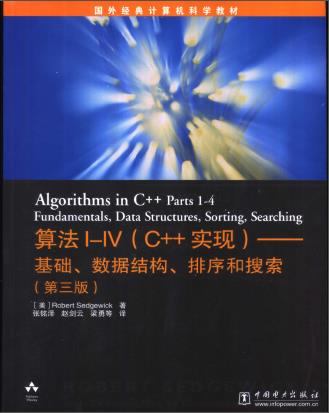 国外经典计算机科学教材
Algorithms in C++ Parts 1-4
Fundamentals, Data Structures, Sorting, Searching
算法 I-IV（C++ 实现）——
基础、数据结构、排序和搜索
（第三版）
［美］Robert Sedgewick 著
张铭泽 赵剑云 梁勇等 译
中国电力出版社
www.infopower.com.cn